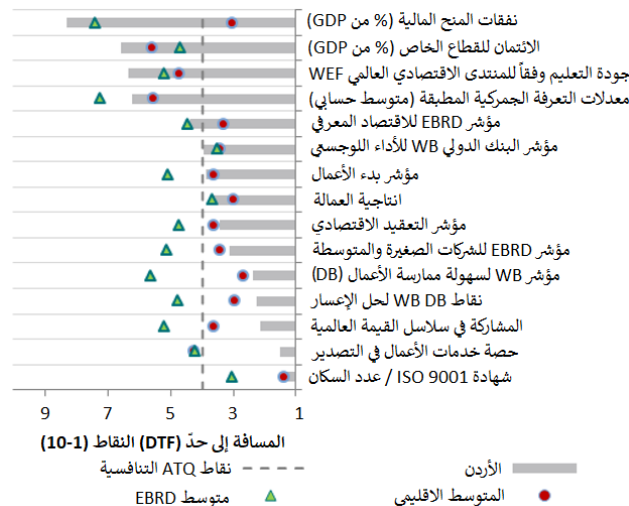 نفقات المنح المالية (% من GDP)
الائتمان للقطاع الخاص (% من GDP)
جودة التعليم وفقاً للمنتدى الاقتصادي العالمي WEF
معدلات التعرفة الجمركية المطبقة (متوسط حسابي)
مؤشر EBRD للاقتصاد المعرفي
مؤشر البنك الدولي WB للأداء اللوجستي
مؤشر بدء الأعمال
انتاجية العمالة
مؤشر التعقيد الاقتصادي
مؤشر EBRD للشركات الصغيرة والمتوسطة
مؤشر WB لسهولة ممارسة الأعمال (DB)
نقاط WB DB لحل الإعسار
المشاركة في سلاسل القيمة العالمية
حصة خدمات الأعمال في التصدير
شهادة ISO 9001 / عدد السكان
9 7 5 3 1
المسافة إلى حدّ (DTF) النقاط (1-10)
الأردن
نقاط ATQ التنافسية
المتوسط الاقليمي
متوسط EBRD